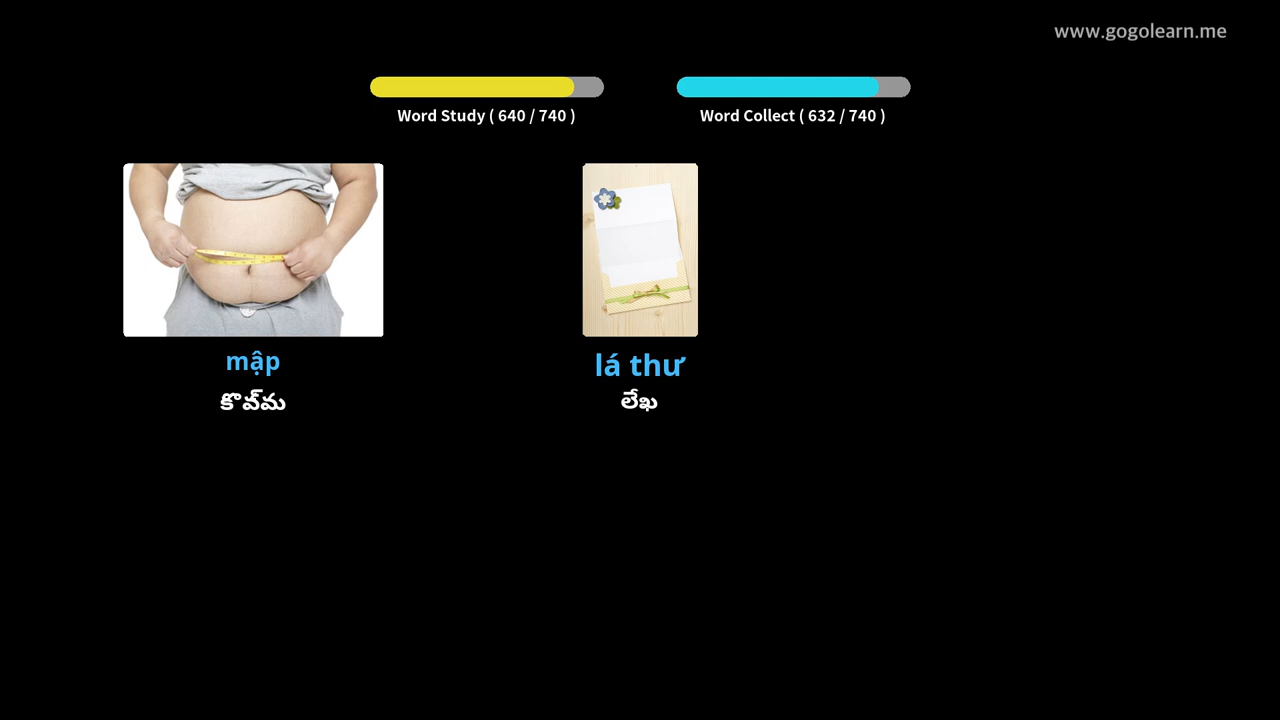 www.gogolearn.me
Word Study ( 640 / 740 )
Word Collect ( 632 / 740 )
mập
కొవ్‌మ
lá thư
లేఖ